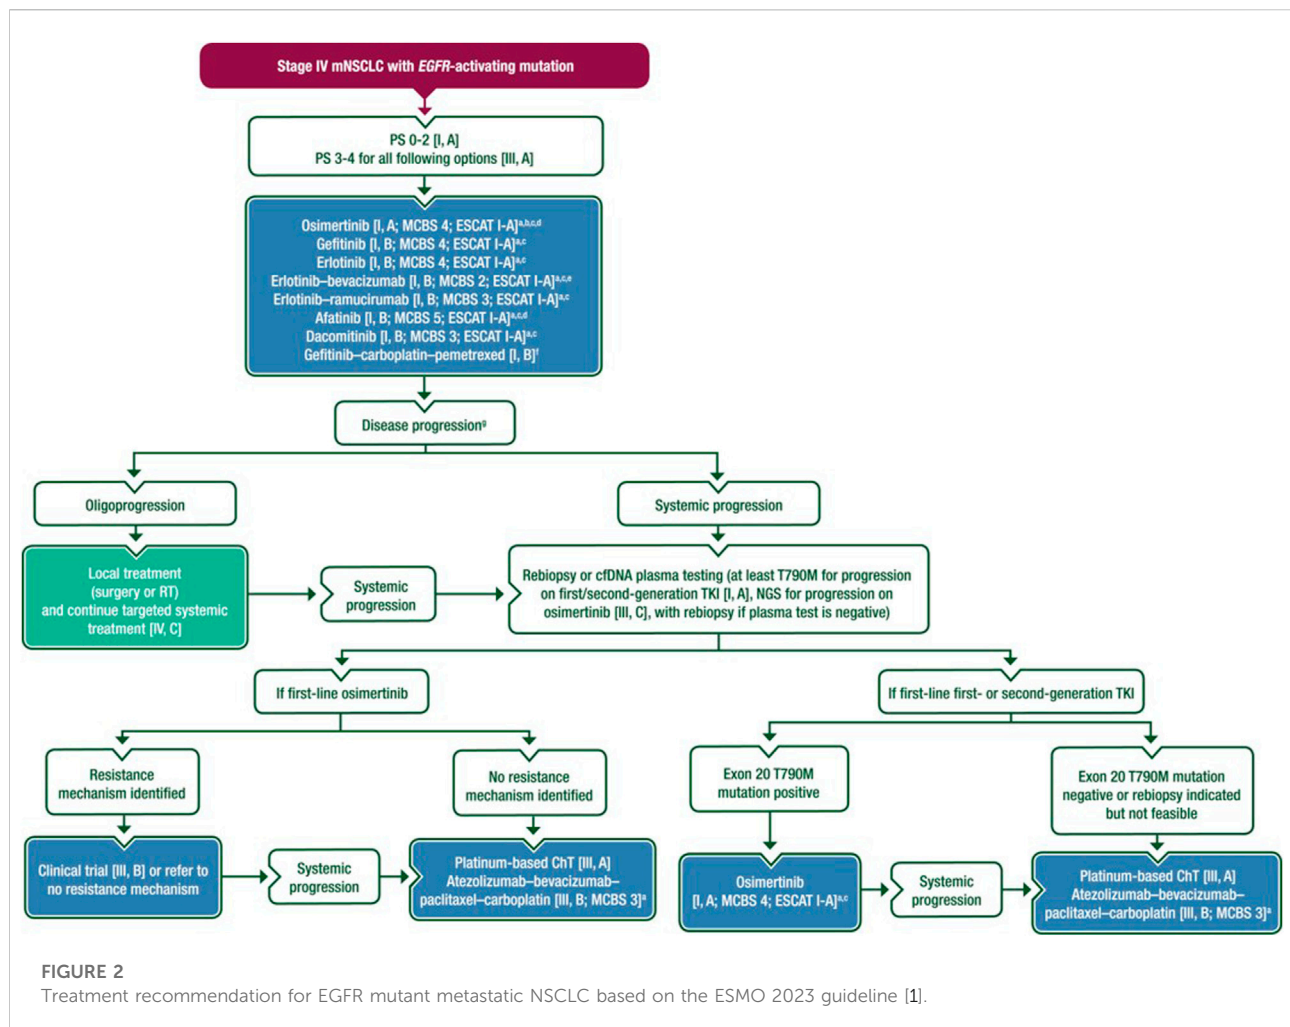 Stage IV mNSCLC with EGFR-activating mutation
PS 0-2 [I, A]
PS 3-4 for all following options [III, A]
Osimertinib [I, A; MCBS 4; ESCAT I-A]a,b,c,d
Gefitinib [I, B; MCBS 4; ESCAT I-A]a,c
Erlotinib [I, B; MCBS 4; ESCAT I-A]a,c
Erlotinib–bevacizumab [I, B; MCBS 2; ESCAT I-A]a,c,e
Erlotinib–ramucirumab [I, B; MCBS 3; ESCAT I-A]a,c
Afatinib [I, B; MCBS 5; ESCAT I-A]a,c,d
Dacomitinib [I, B; MCBS 3; ESCAT I-A]a,c
Gefitinib–carboplatin–pemetrexed [I, B]f
Disease progressiong
Oligoprogression
Systemic progression
Local treatment
(surgery or RT)
and continue targeted systemic
treatment [IV, C]
Systemic
progression
Rebiopsy or cfDNA plasma testing (at least T790M for progression
on first/second-generation TKI [I, A], NGS for progression on
osimertinib [III, C], with rebiopsy if plasma test is negative)
If first-line osimertinib
If first-line first- or second-generation TKI
Resistance
mechanism identified
No resistance
mechanism identified
Exon 20 T790M
mutation positive
Exon 20 T790M mutation
negative or rebiopsy indicated
but not feasible
Clinical trial [III, B] or refer to
no resistance mechanism
Systemic
progression
Platinum-based ChT [III, A]
Atezolizumab–bevacizumab–
paclitaxel–carboplatin [III, B; MCBS 3]a
Osimertinib
[I, A; MCBS 4; ESCAT I-A]a,c
Systemic
progression
Platinum-based ChT [III, A]
Atezolizumab–bevacizumab–
paclitaxel–carboplatin [III, B; MCBS 3]a
FIGURE 2
Treatment recommendation for EGFR mutant metastatic NSCLC based on the ESMO 2023 guideline [1].